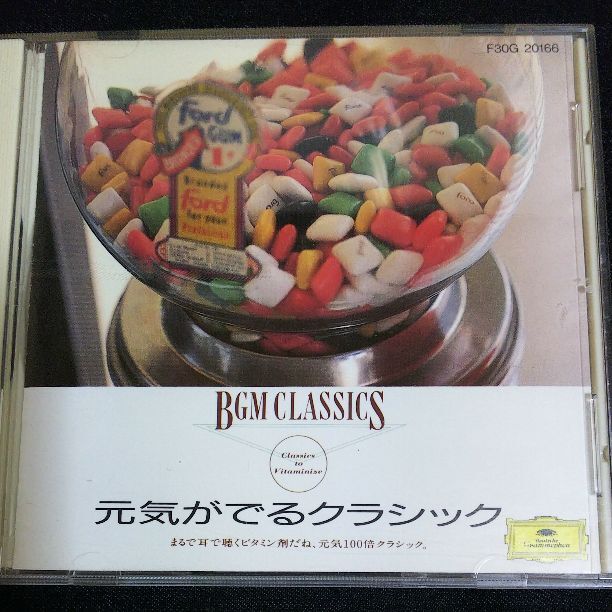 F30G 20166
Ford
GUM
1¢
Branded
ford
BGM CLASSICS
Classics
to
Vitaminize
元気がでるクラシック
まるで耳で聴くビタミン剤だね、元気100倍クラシック。
Deutsche
Grammophon